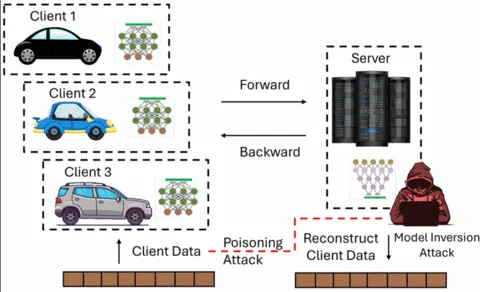 Client 1
Client 2
Client 3
Forward
Backward
Server
Client Data
Poisoning
Attack
Reconstruct
Client Data
Model Inversion
Attack